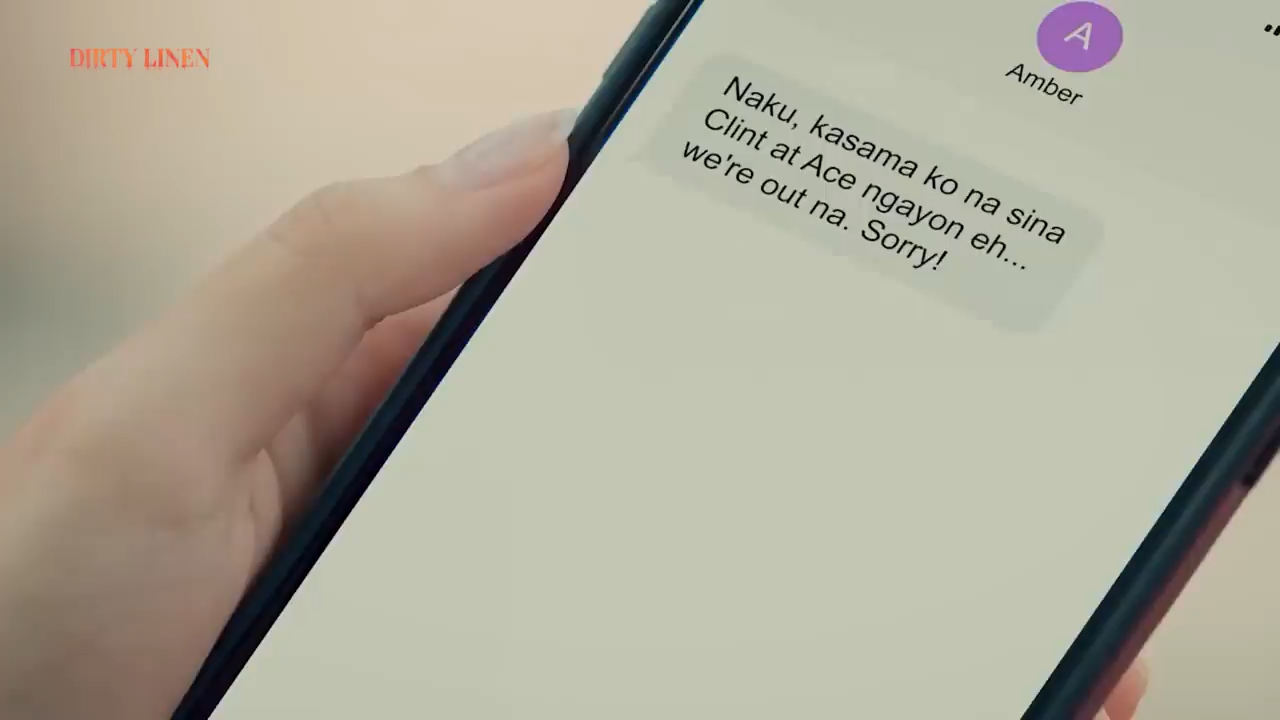 DIRTY LINEN
A
Amber
Naku, kasama ko na sina
Clint at Ace ngayon eh...
we're out na. Sorry!